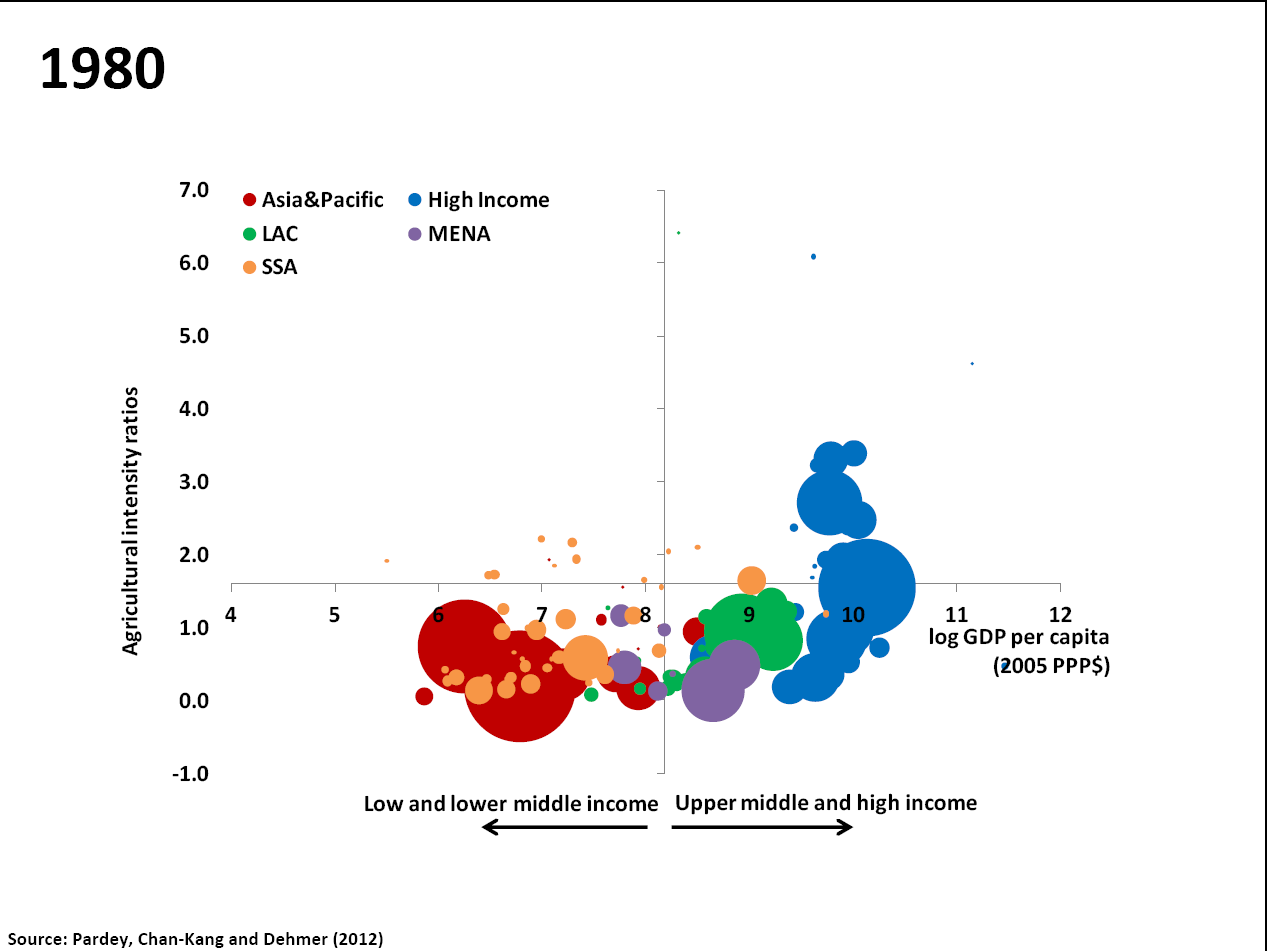 1980
7.0
6.0
5.0
4.0
3.0
2.0
1.0
0.0
-1.0
Asia&Pacific
High Income
LAC
MENA
SSA
Agricultural intensity ratios
4 5 6 7 8 9 10 11 12
log GDP per capita
(2005 PPP$)
Low and lower middle income
Upper middle and high income
Source: Pardey, Chan-Kang and Dehmer (2012)